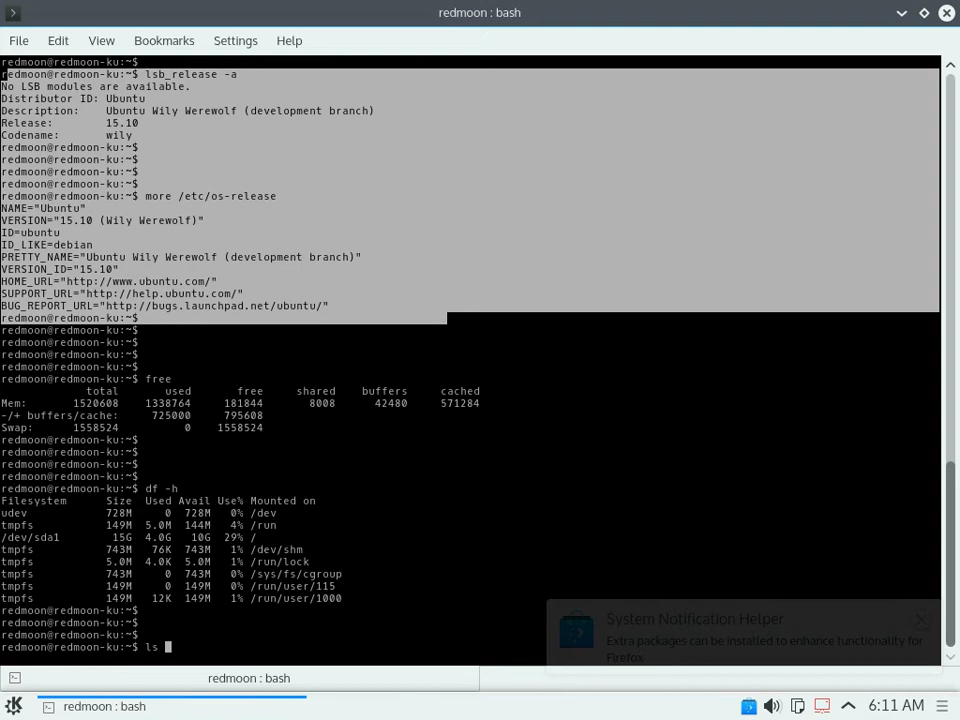 redmoon : bash
File Edit View Bookmarks Settings Help
redmoon@redmoon-ku:~$
redmoon@redmoon-ku:~$ lsb_release -a
No LSB modules are available.
Distributor ID: Ubuntu
Description: Ubuntu Wily Werewolf (development branch)
Release: 15.10
Codename: wily
redmoon@redmoon-ku:~$
redmoon@redmoon-ku:~$
redmoon@redmoon-ku:~$
redmoon@redmoon-ku:~$
redmoon@redmoon-ku:~$ more /etc/os-release
NAME="Ubuntu"
VERSION="15.10 (Wily Werewolf)"
ID=ubuntu
ID_LIKE=debian
PRETTY_NAME="Ubuntu Wily Werewolf (development branch)"
VERSION_ID="15.10"
HOME_URL="http://www.ubuntu.com/"
SUPPORT_URL="http://help.ubuntu.com/"
BUG_REPORT_URL="http://bugs.launchpad.net/ubuntu/"
redmoon@redmoon-ku:~$
redmoon@redmoon-ku:~$
redmoon@redmoon-ku:~$
redmoon@redmoon-ku:~$
redmoon@redmoon-ku:~$
redmoon@redmoon-ku:~$ free
total used free shared buffers cached
Mem: 1520608 1338764 181844 8008 42480 571284
-/+ buffers/cache: 725000 795608
Swap: 1558524 0 1558524
redmoon@redmoon-ku:~$
redmoon@redmoon-ku:~$
redmoon@redmoon-ku:~$
redmoon@redmoon-ku:~$
redmoon@redmoon-ku:~$ df -h
Filesystem Size Used Avail Use% Mounted on
udev 728M 0 728M 0% /dev
tmpfs 149M 5.0M 144M 4% /run
/dev/sda1 15G 4.0G 10G 29% /
tmpfs 743M 76K 743M 1% /dev/shm
tmpfs 5.0M 4.0K 5.0M 1% /run/lock
tmpfs 743M 0 743M 0% /sys/fs/cgroup
tmpfs 149M 0 149M 0% /run/user/115
tmpfs 149M 12K 149M 1% /run/user/1000
redmoon@redmoon-ku:~$
redmoon@redmoon-ku:~$
redmoon@redmoon-ku:~$
redmoon@redmoon-ku:~$ ls
System Notification Helper
Extra packages can be installed to enhance functionality for
Firefox
redmoon : bash
redmoon : bash
6:11 AM